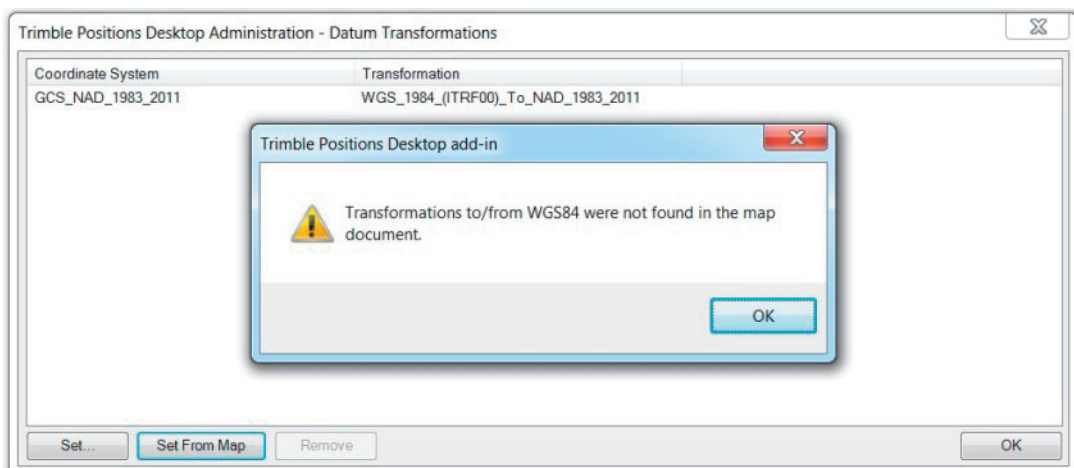 Trimble Positions Desktop Administration - Datum Transformations
Coordinate System Transformation
GCS_NAD_1983_2011 WGS_1984_(ITRF00)_To_NAD_1983_2011
Trimble Positions Desktop add-in
Transformations to/from WGS84 were not found in the map
document.
OK
Set... Set From Map Remove OK